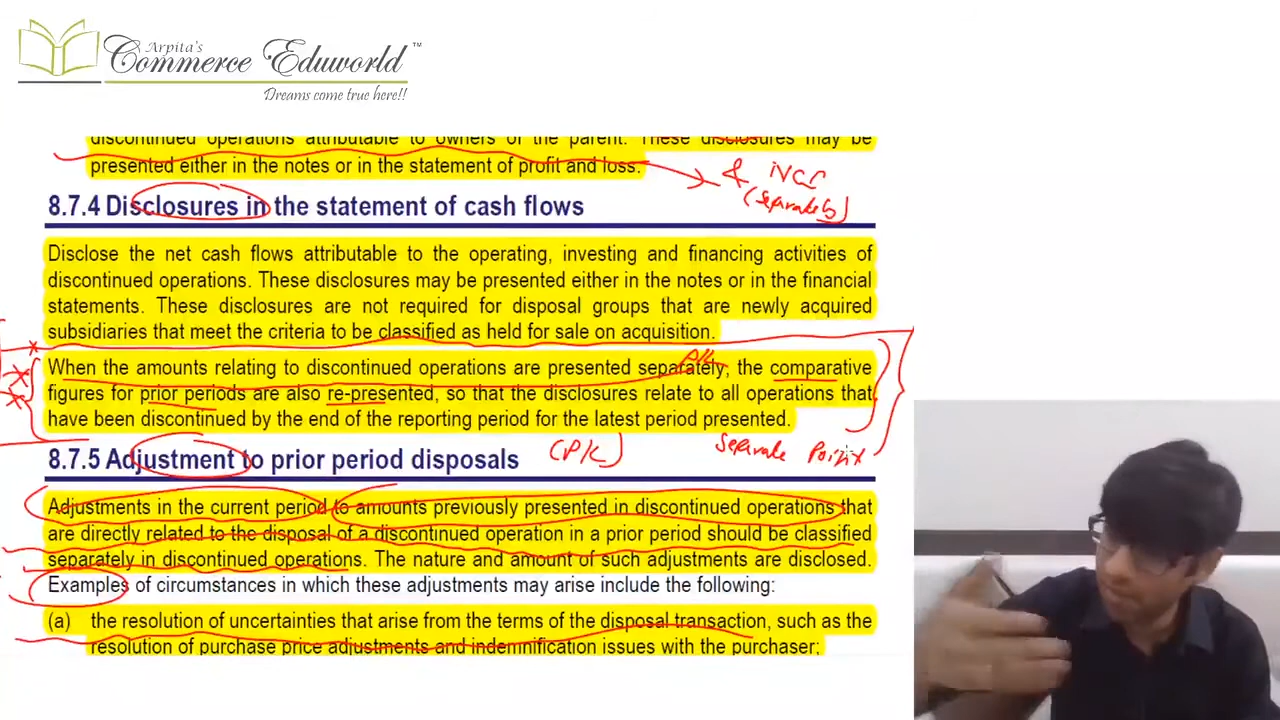 Arpita's
Commerce Eduworld™
Dreams come true here!!
discontinued operations attributable to owners of the parent. These disclosures may be
presented either in the notes or in the statement of profit and loss.
& NCI
(separately)
8.7.4 Disclosures in the statement of cash flows
Disclose the net cash flows attributable to the operating, investing and financing activities of
discontinued operations. These disclosures may be presented either in the notes or in the financial
statements. These disclosures are not required for disposal groups that are newly acquired
subsidiaries that meet the criteria to be classified as held for sale on acquisition.
When the amounts relating to discontinued operations are presented separately, the comparative
figures for prior periods are also re-presented, so that the disclosures relate to all operations that
have been discontinued by the end of the reporting period for the latest period presented.
Separate Point
8.7.5 Adjustment to prior period disposals
(P/L)
Adjustments in the current period to amounts previously presented in discontinued operations that
are directly related to the disposal of a discontinued operation in a prior period should be classified
separately in discontinued operations. The nature and amount of such adjustments are disclosed.
Examples of circumstances in which these adjustments may arise include the following:
(a) the resolution of uncertainties that arise from the terms of the disposal transaction, such as the
resolution of purchase price adjustments and indemnification issues with the purchaser;